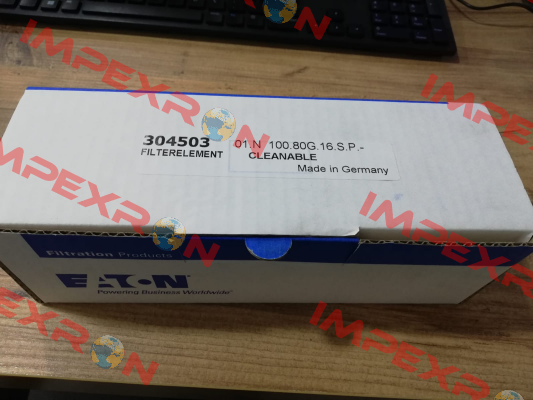 IMPEXRON
304503 01.N 100.80G.16.S.P.-
FILTERELEMENT CLEANABLE
Made in Germany
IMPEXRON
IMPEXRON
Filtration Products
EATON
Powering Business Worldwide
IMPEXRON
IMPEXRON